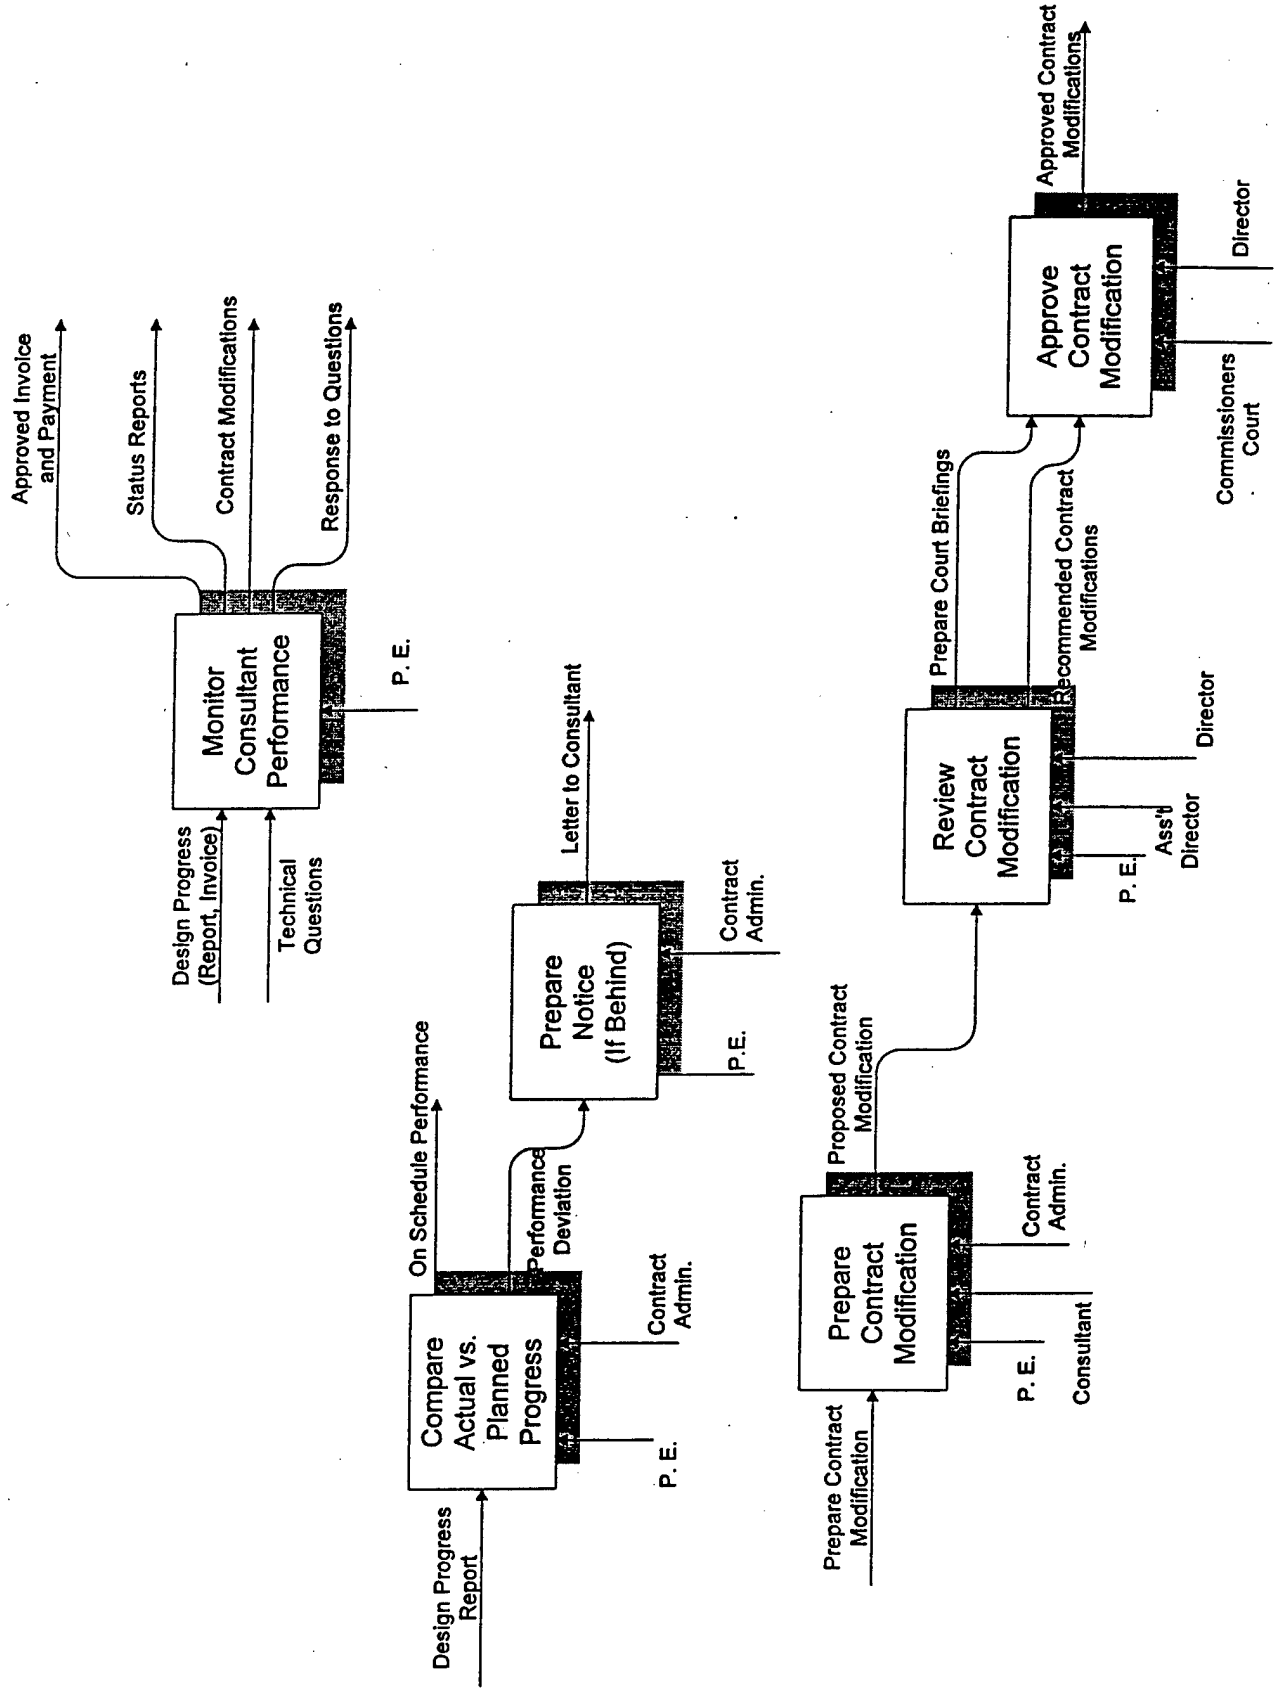 Approved Invoice
and Payment
Status Reports
Contract Modifications
Response to Questions
Design Progress
(Report, Invoice)
Technical
Questions
Monitor
Consultant
Performance
P. E.
On Schedule Performance
Design Progress
Report
Compare
Actual vs.
Planned
Progress
P. E.
Contract
Admin.
Performance
Deviation
Prepare
Notice
(If Behind)
P.E.
Contract
Admin.
Letter to Consultant
Prepare Contract
Modification
Prepare
Contract
Modification
P. E.
Consultant
Contract
Admin.
Proposed Contract
Modification
Review
Contract
Modification
P. E.
Ass't
Director
Director
Prepare Court Briefings
Recommended Contract
Modifications
Approve
Contract
Modification
Commissioners
Court
Director
Approved Contract
Modifications